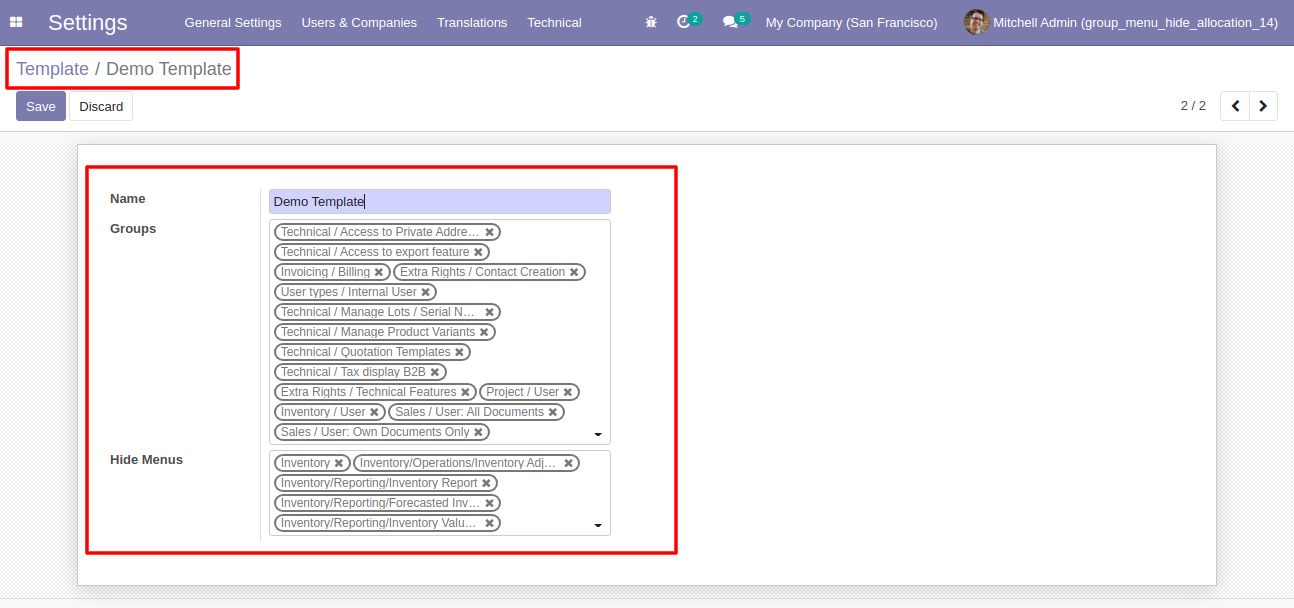 Settings General Settings Users & Companies Translations Technical 2 5 My Company (San Francisco) Mitchell Admin (group_menu_hide_allocation_14)
Template / Demo Template
Save Discard 2 / 2
Name Demo Template
Groups Technical / Access to Private Addre...
Technical / Access to export feature
Invoicing / Billing Extra Rights / Contact Creation
User types / Internal User
Technical / Manage Lots / Serial N...
Technical / Manage Product Variants
Technical / Quotation Templates
Technical / Tax display B2B
Extra Rights / Technical Features Project / User
Inventory / User Sales / User: All Documents
Sales / User: Own Documents Only
Hide Menus Inventory Inventory/Operations/Inventory Adj...
Inventory/Reporting/Inventory Report
Inventory/Reporting/Forecasted Inv...
Inventory/Reporting/Inventory Valu...